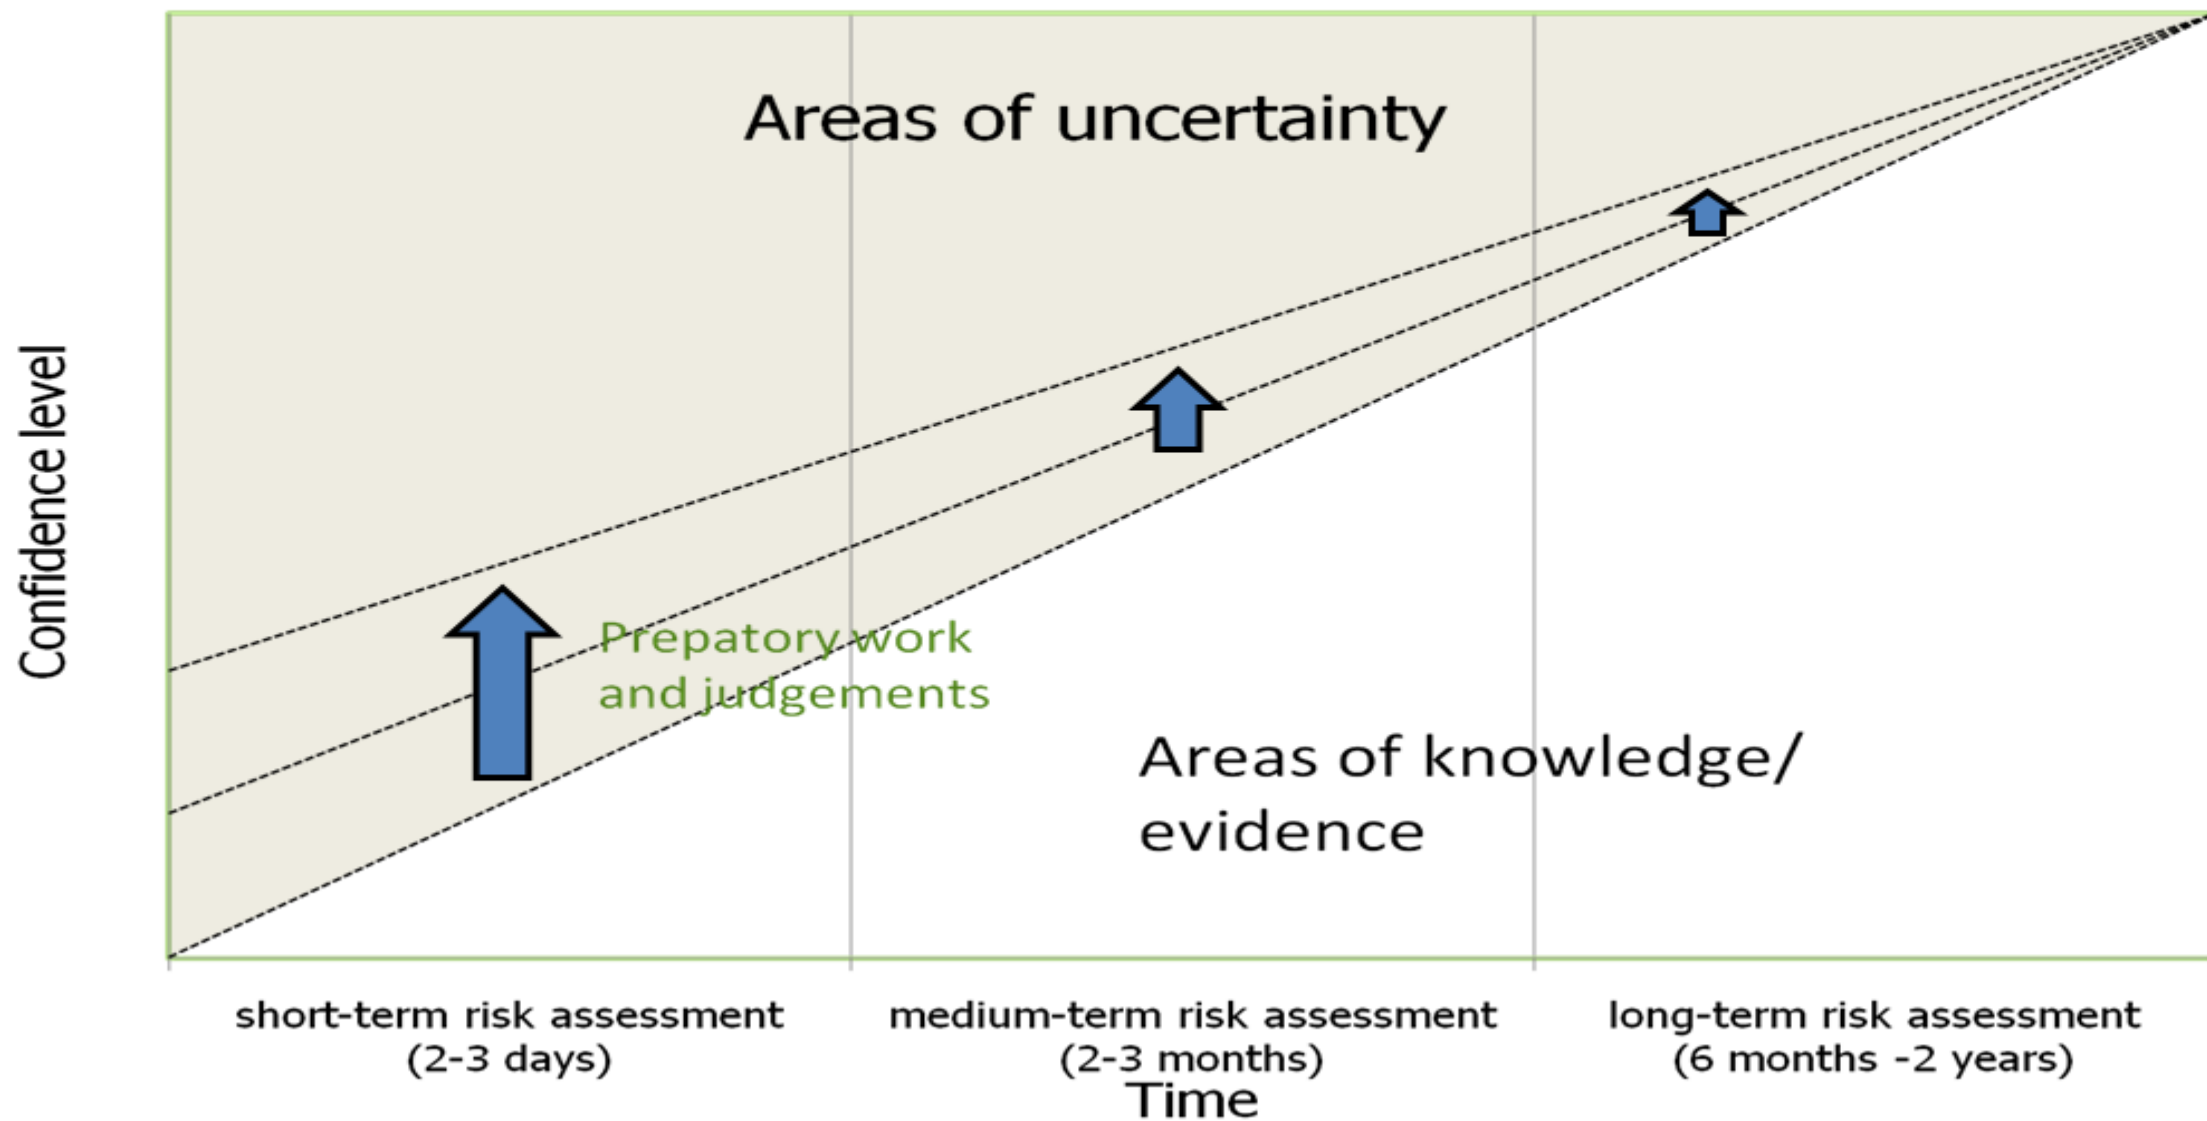 Areas of uncertainty
Confidence level
Prepatory work
and judgements
Areas of knowledge/
evidence
short-term risk assessment
(2-3 days)
medium-term risk assessment
(2-3 months)
long-term risk assessment
(6 months -2 years)
Time